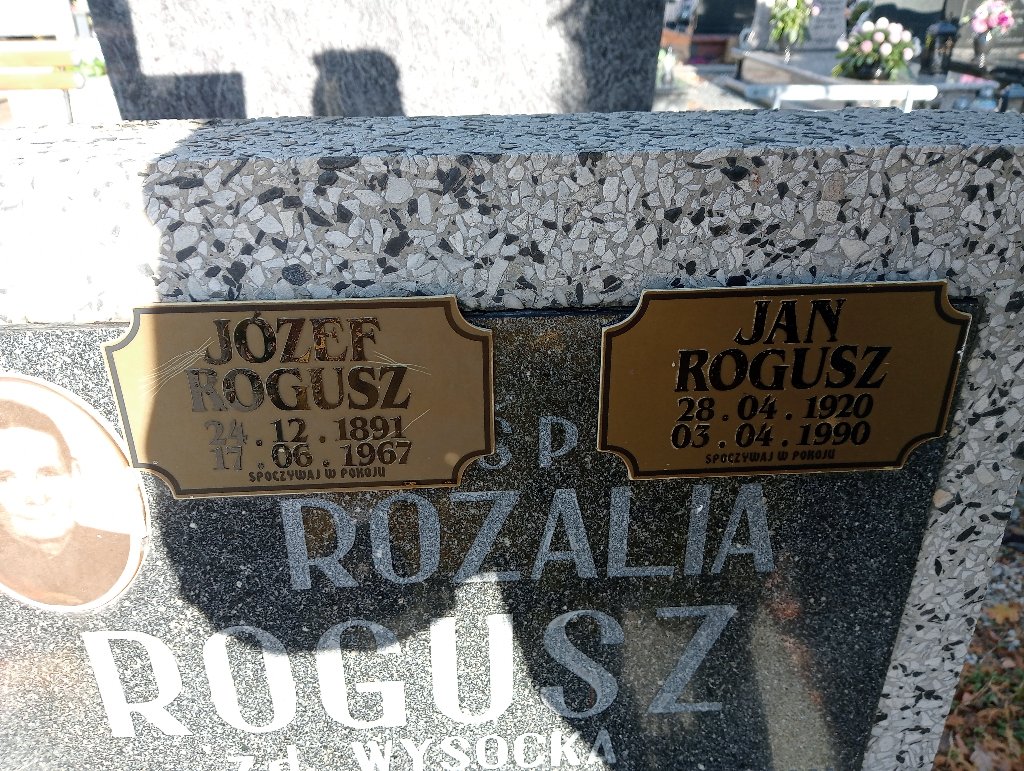 JÓZEF
ROGUSZ
24.12.1891
17.06.1967
SPOCZYWAJ W POKOJU
JAN
ROGUSZ
28.04.1920
03.04.1990
SPOCZYWAJ W POKOJU
ŚP
ROZALIA
ROGUSZ
WYSOCKA